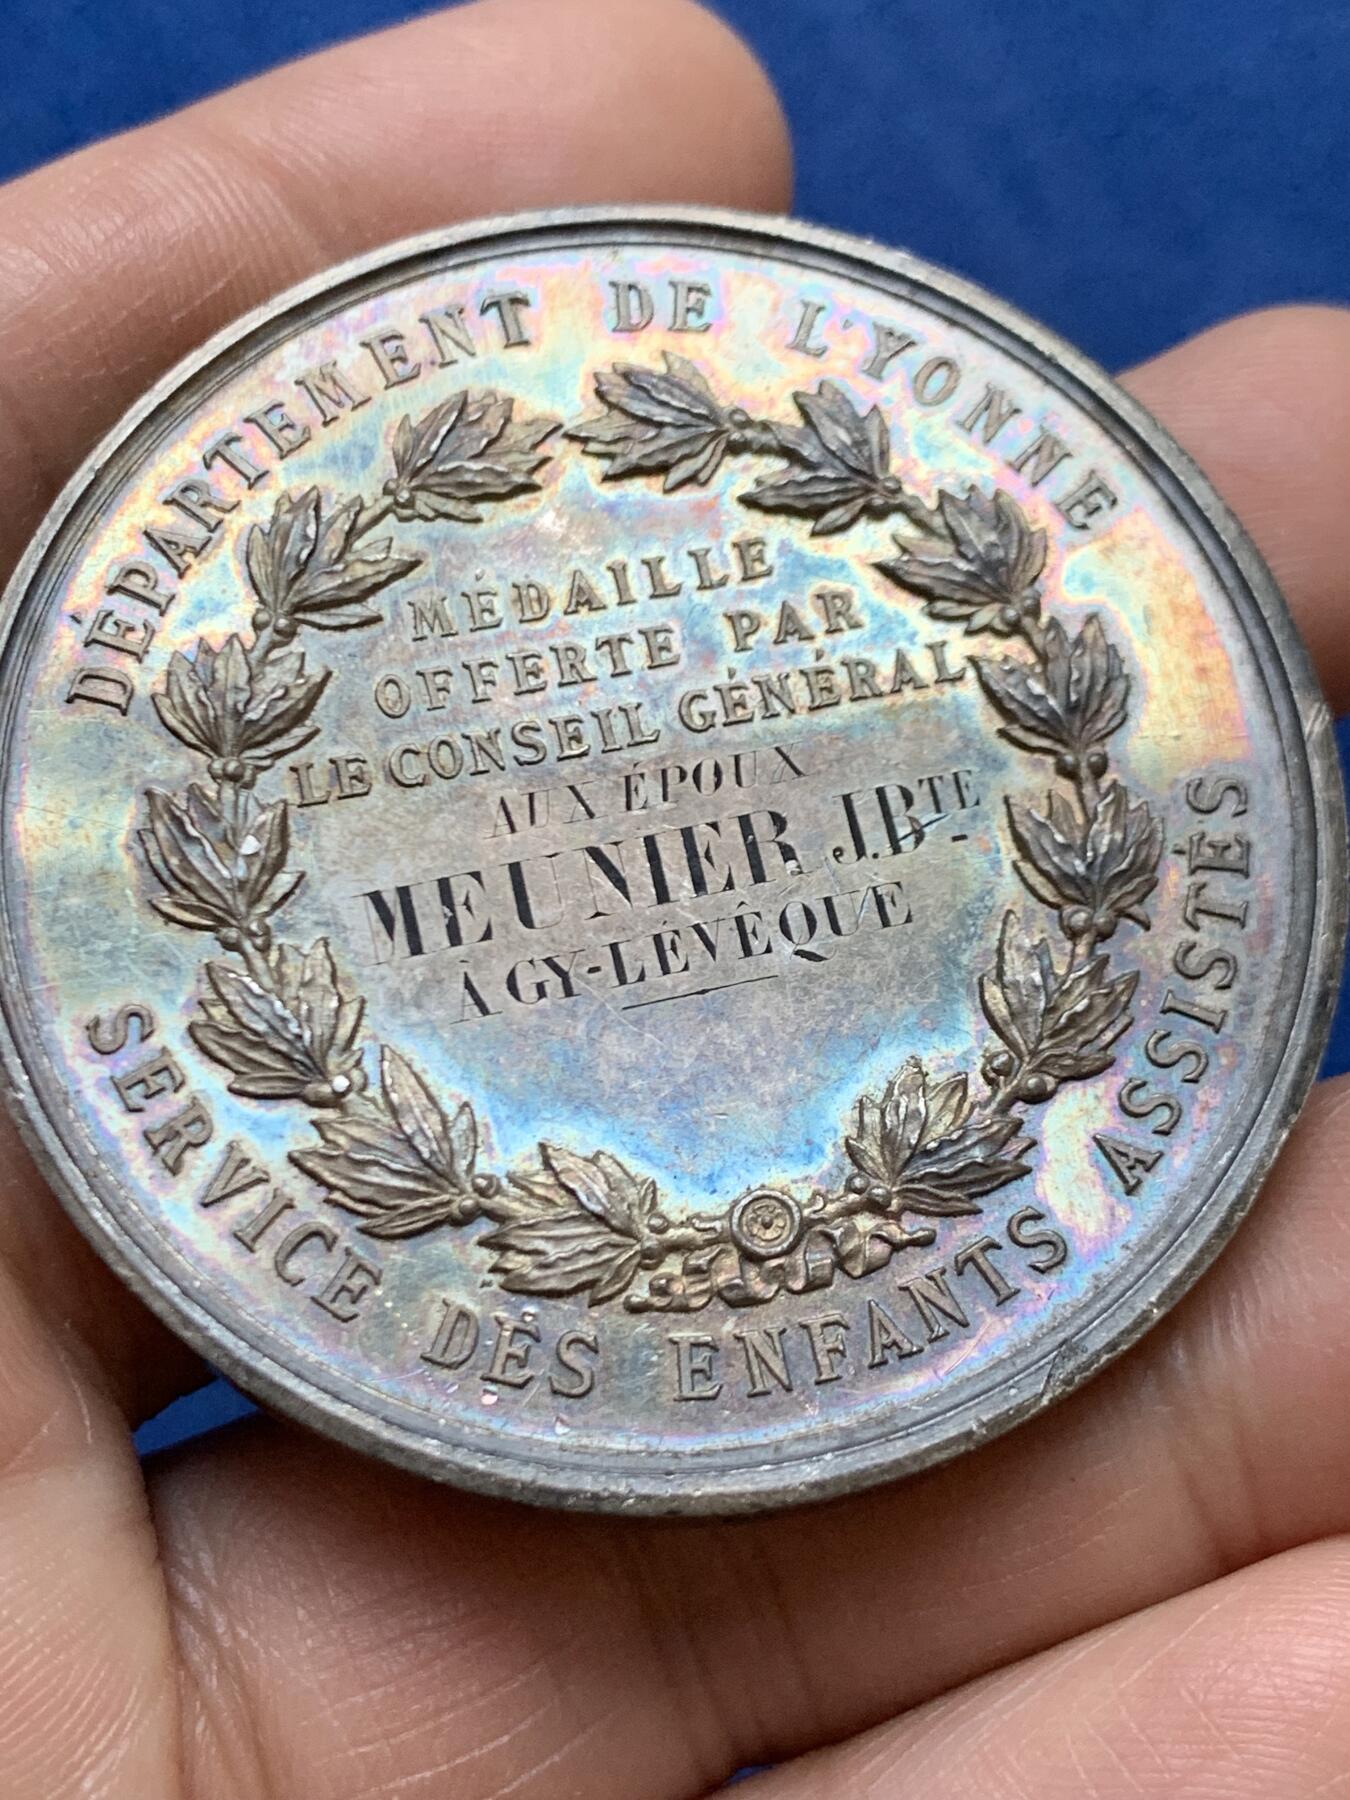 DÉPARTEMENT DE L'YONNE
MÉDAILLE
OFFERTE PAR
LE CONSEIL GÉNÉRAL
AUX ÉPOUX
MEUNIER J.BTE
À GY-LÉVÊQUE
SERVICE DES ENFANTS ASSISTÉS